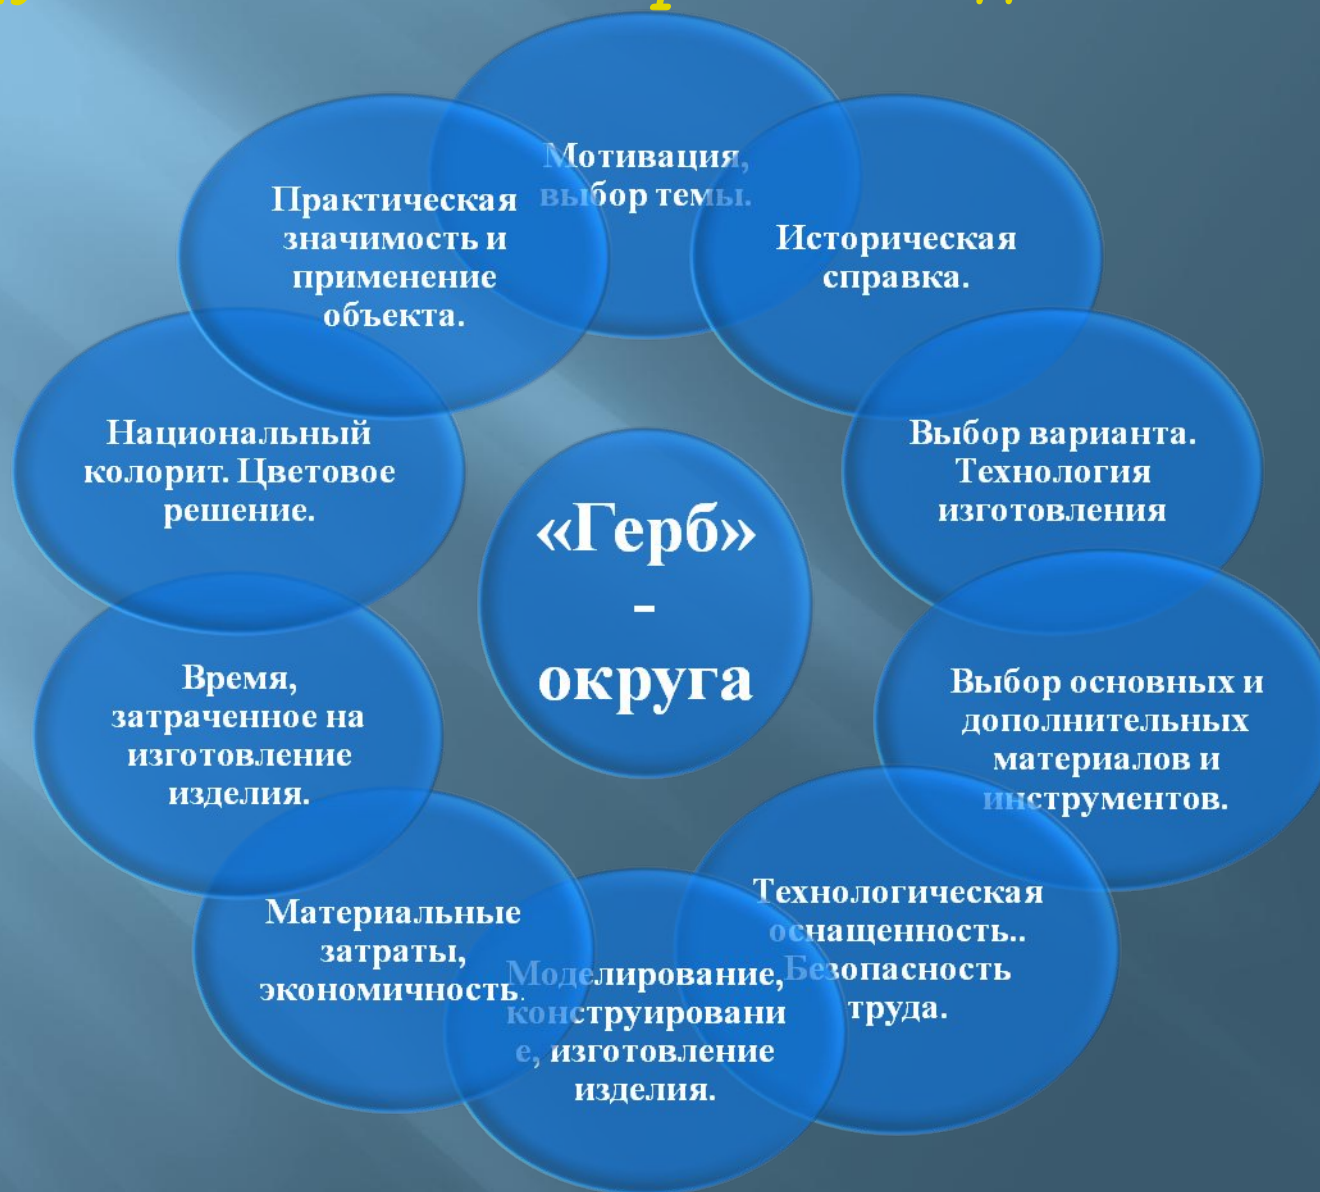 Мотивация,
выбор темы.
Историческая
справка.
Выбор варианта.
Технология
изготовления
Выбор основных и
дополнительных
материалов и
инструментов.
Технологическая
оснащенность..
Безопасность
труда.
Моделирование,
конструировани
е, изготовление
изделия.
Материальные
затраты,
экономичность.
Время,
затраченное на
изготовление
изделия.
Национальный
колорит. Цветовое
решение.
Практическая
значимость и
применение
объекта.
«Герб»
-
округа